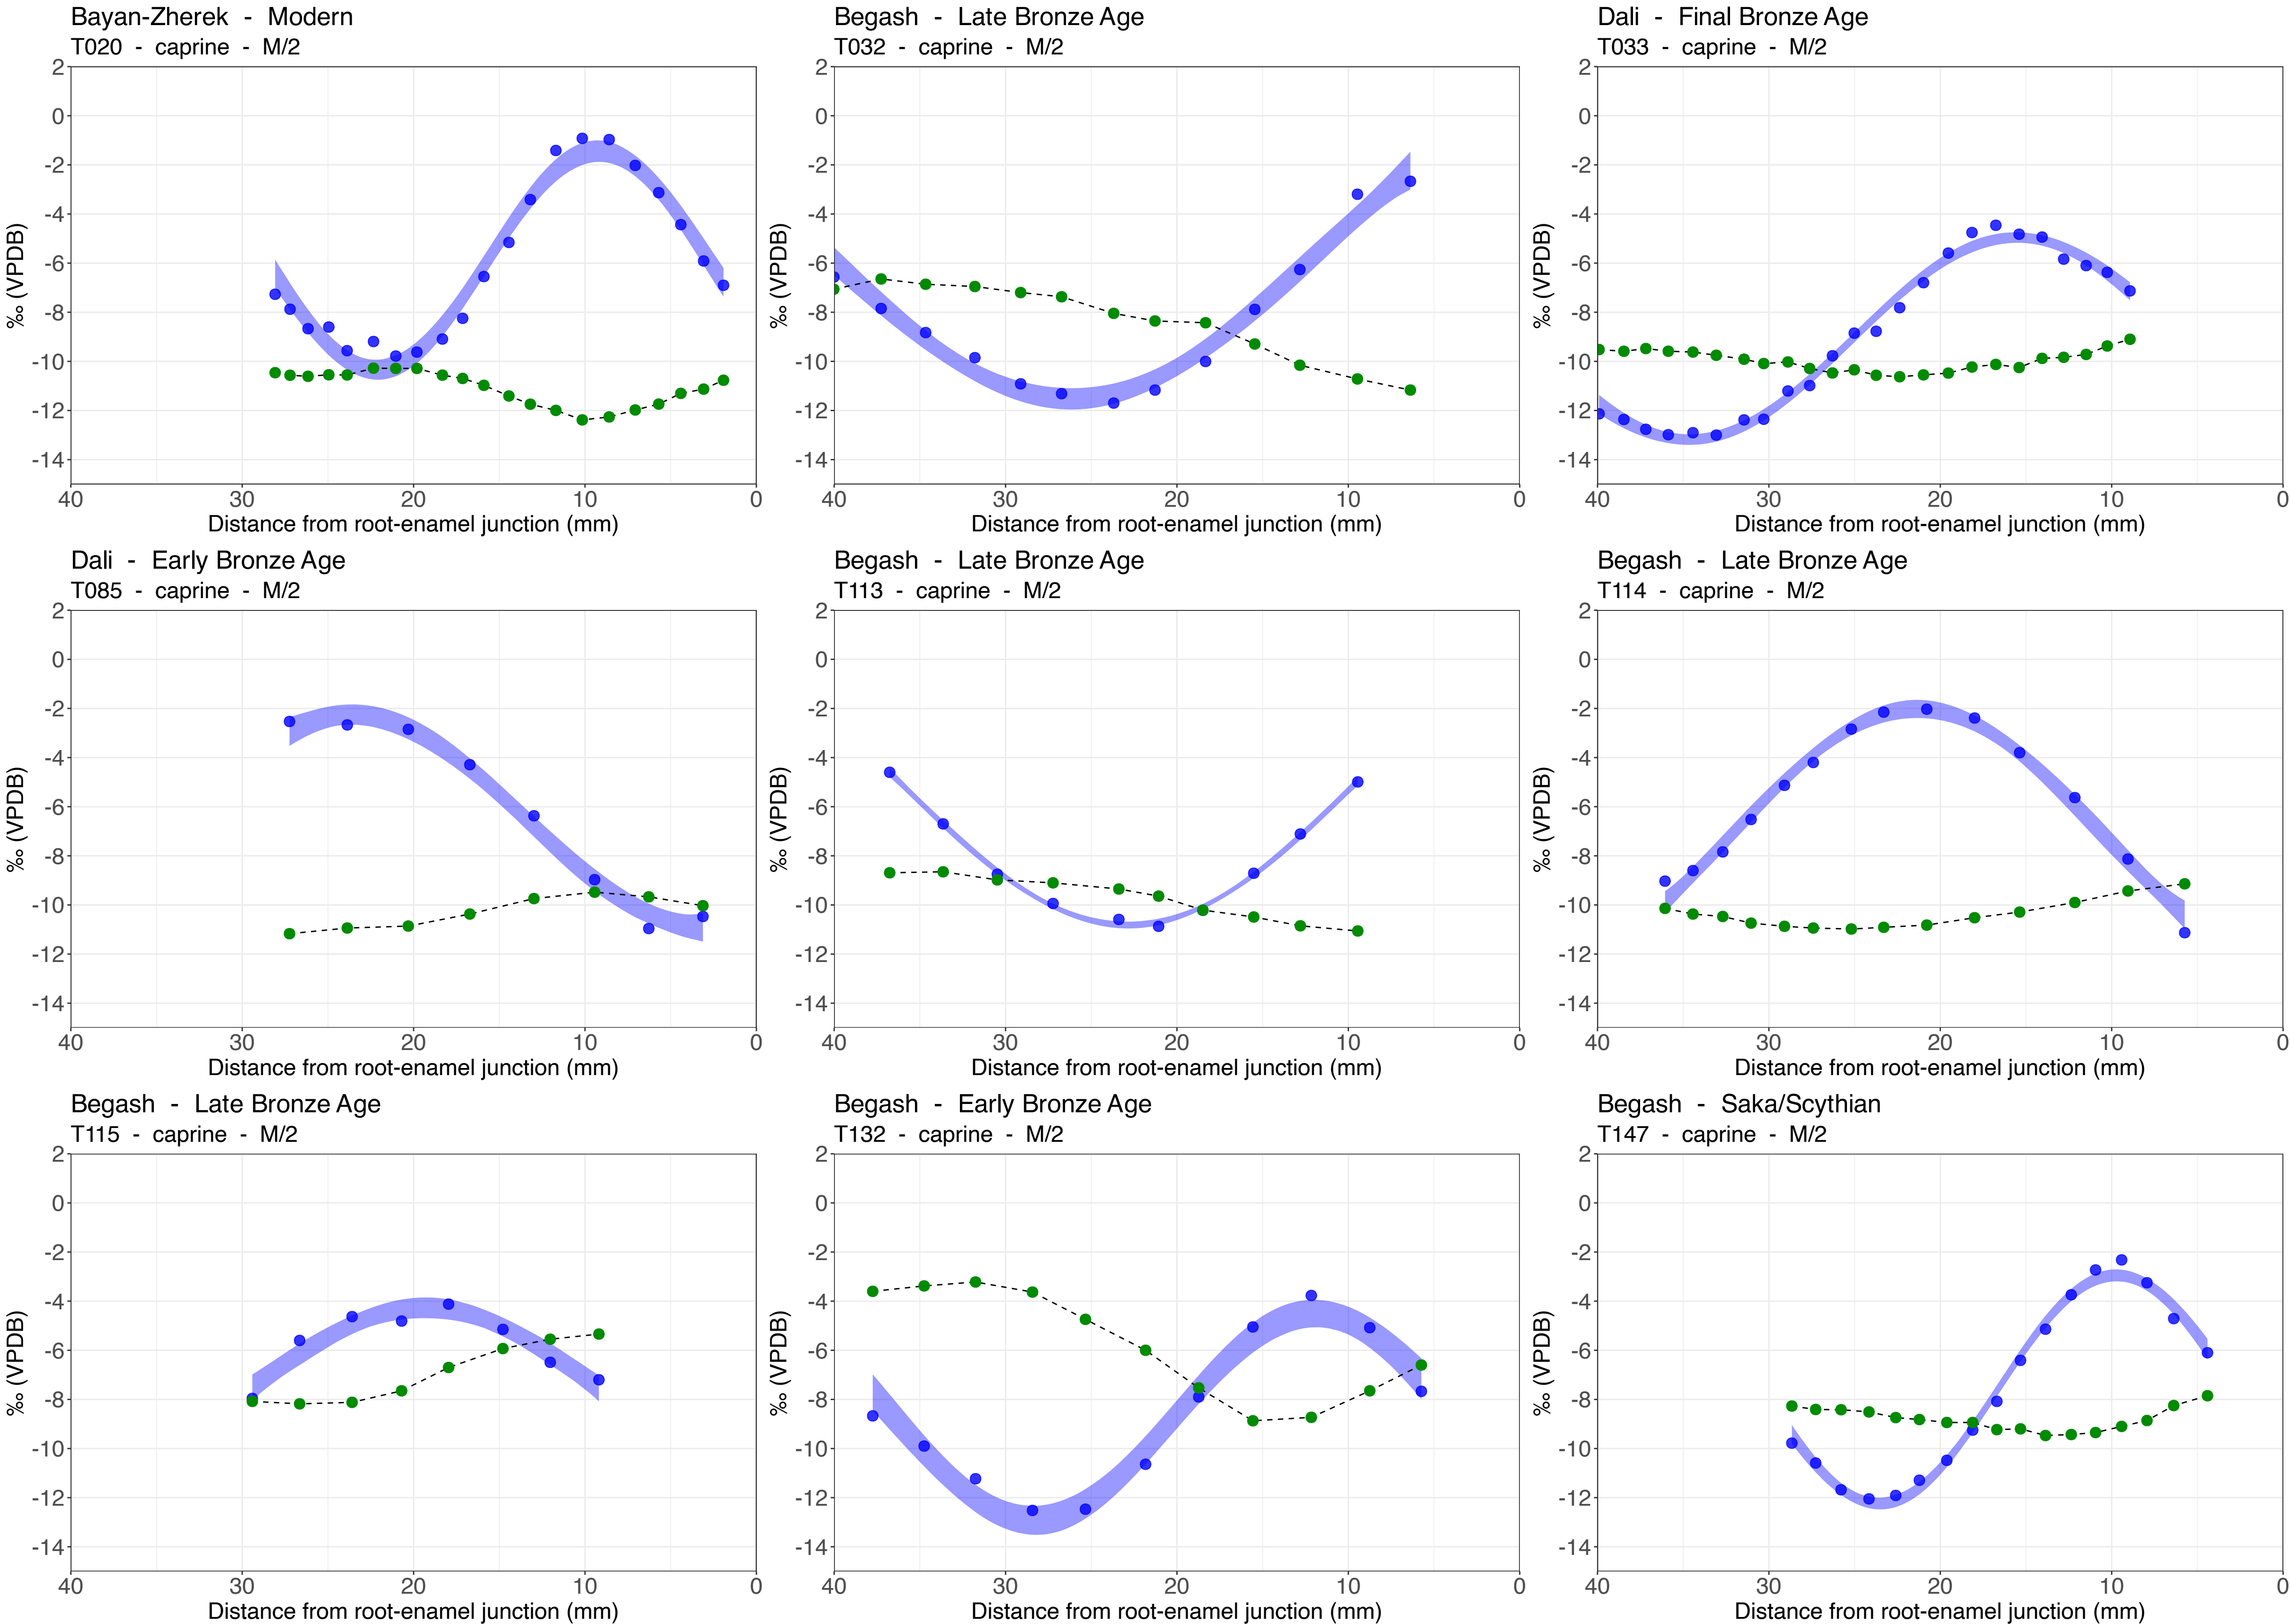 Bayan-Zherek - Modern
T020 - caprine - M/2
2
0
-2
-4
-6
-8
-10
-12
-14
‰ (VPDB)
40 30 20 10 0
Distance from root-enamel junction (mm)
Begash - Late Bronze Age
T032 - caprine - M/2
2
0
-2
-4
-6
-8
-10
-12
-14
‰ (VPDB)
40 30 20 10 0
Distance from root-enamel junction (mm)
Dali - Final Bronze Age
T033 - caprine - M/2
2
0
-2
-4
-6
-8
-10
-12
-14
‰ (VPDB)
40 30 20 10 0
Distance from root-enamel junction (mm)
Dali - Early Bronze Age
T085 - caprine - M/2
2
0
-2
-4
-6
-8
-10
-12
-14
‰ (VPDB)
40 30 20 10 0
Distance from root-enamel junction (mm)
Begash - Late Bronze Age
T113 - caprine - M/2
2
0
-2
-4
-6
-8
-10
-12
-14
‰ (VPDB)
40 30 20 10 0
Distance from root-enamel junction (mm)
Begash - Late Bronze Age
T114 - caprine - M/2
2
0
-2
-4
-6
-8
-10
-12
-14
‰ (VPDB)
40 30 20 10 0
Distance from root-enamel junction (mm)
Begash - Late Bronze Age
T115 - caprine - M/2
2
0
-2
-4
-6
-8
-10
-12
-14
‰ (VPDB)
40 30 20 10 0
Distance from root-enamel junction (mm)
Begash - Early Bronze Age
T132 - caprine - M/2
2
0
-2
-4
-6
-8
-10
-12
-14
‰ (VPDB)
40 30 20 10 0
Distance from root-enamel junction (mm)
Begash - Saka/Scythian
T147 - caprine - M/2
2
0
-2
-4
-6
-8
-10
-12
-14
‰ (VPDB)
40 30 20 10 0
Distance from root-enamel junction (mm)